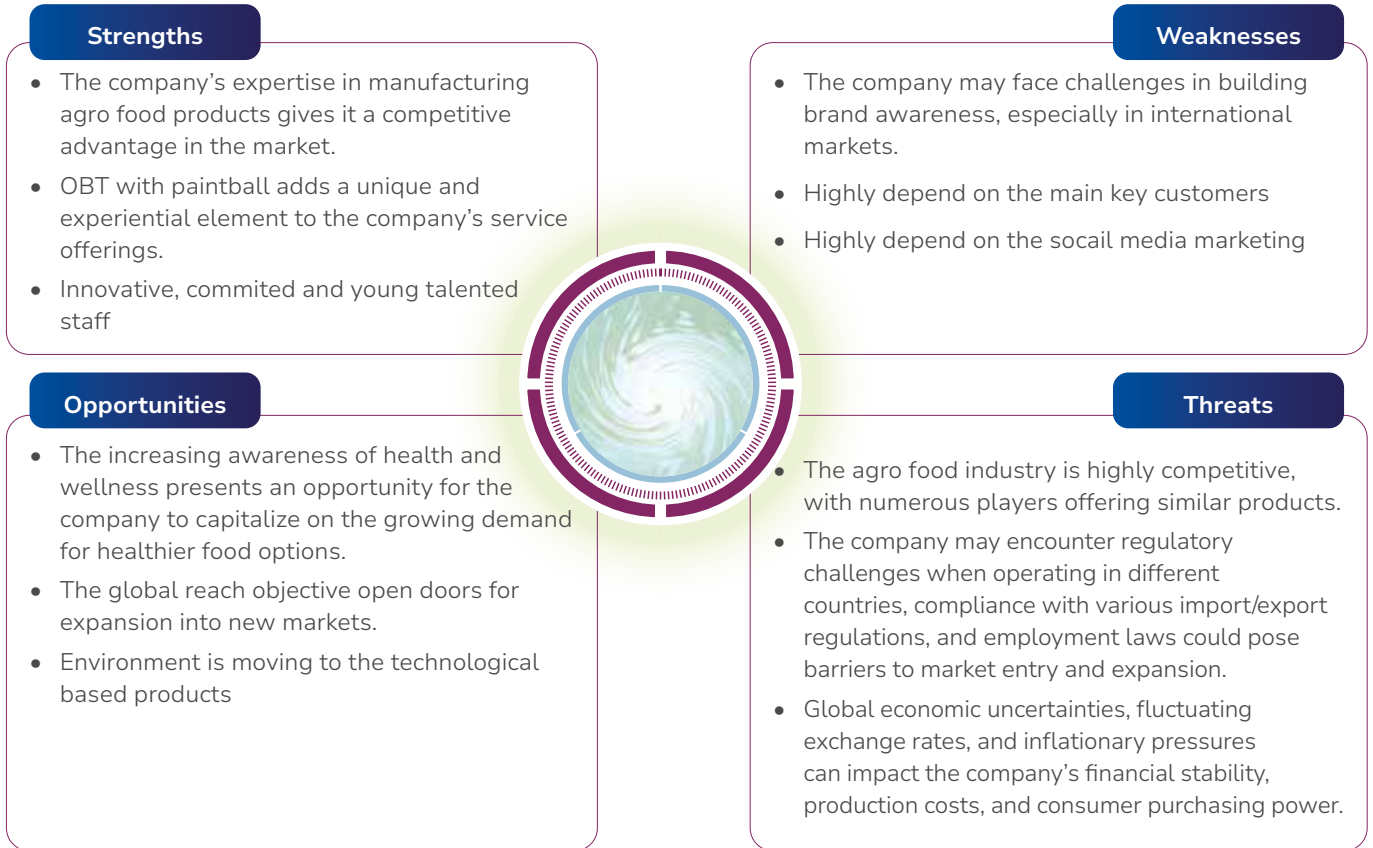 Strengths
• The company’s expertise in manufacturing
agro food products gives it a competitive
advantage in the market.
• OBT with paintball adds a unique and
experiential element to the company’s service
offerings.
• Innovative, commited and young talented
staff
Weaknesses
• The company may face challenges in building
brand awareness, especially in international
markets.
• Highly depend on the main key customers
• Highly depend on the socail media marketing
Opportunities
• The increasing awareness of health and
wellness presents an opportunity for the
company to capitalize on the growing demand
for healthier food options.
• The global reach objective open doors for
expansion into new markets.
• Environment is moving to the technological
based products
Threats
• The agro food industry is highly competitive,
with numerous players offering similar products.
• The company may encounter regulatory
challenges when operating in different
countries, compliance with various import/export
regulations, and employment laws could pose
barriers to market entry and expansion.
• Global economic uncertainties, fluctuating
exchange rates, and inflationary pressures
can impact the company’s financial stability,
production costs, and consumer purchasing power.